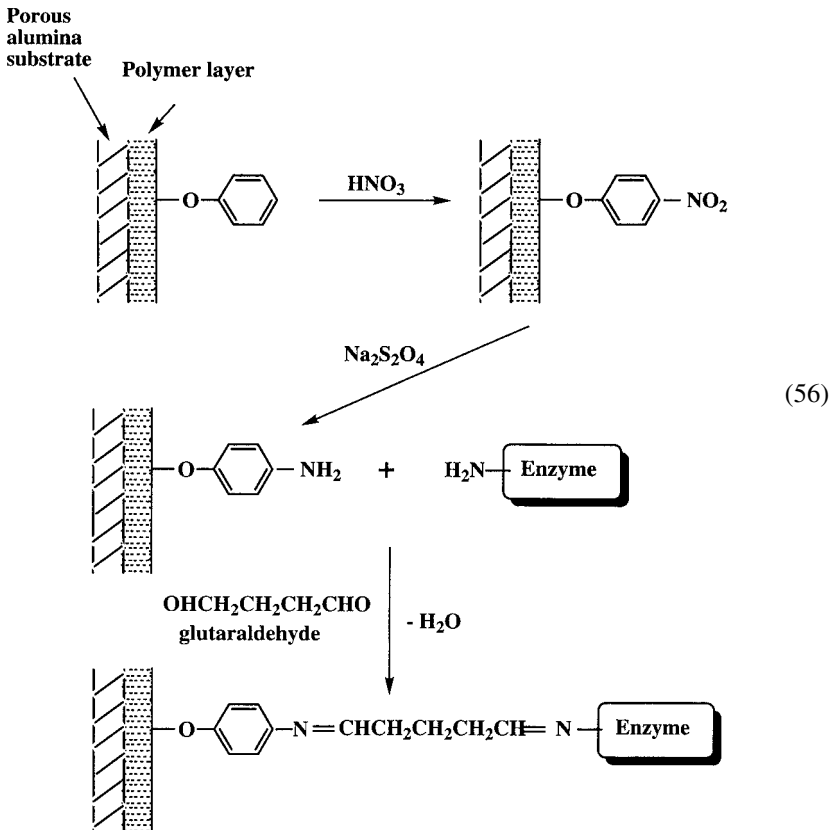 Porous
alumina
substrate
Polymer layer
O
HNO₃
O
NO₂
Na₂S₂O₄
(56)
O
NH₂
+
H₂N
Enzyme
OHCH₂CH₂CH₂CHO
glutaraldehyde
- H₂O
O
N=CHCH₂CH₂CH₂CH=N
Enzyme